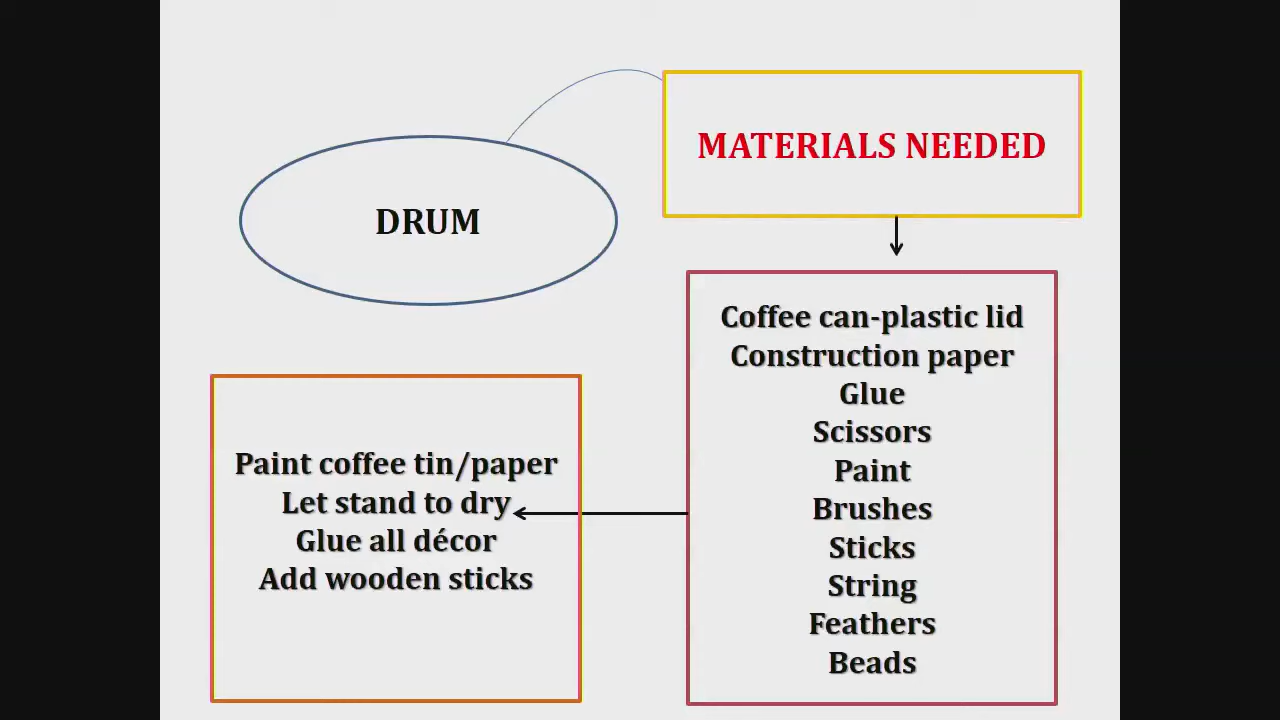 DRUM
MATERIALS NEEDED
Coffee can-plastic lid
Construction paper
Glue
Scissors
Paint
Brushes
Sticks
String
Feathers
Beads
Paint coffee tin/paper
Let stand to dry
Glue all décor
Add wooden sticks